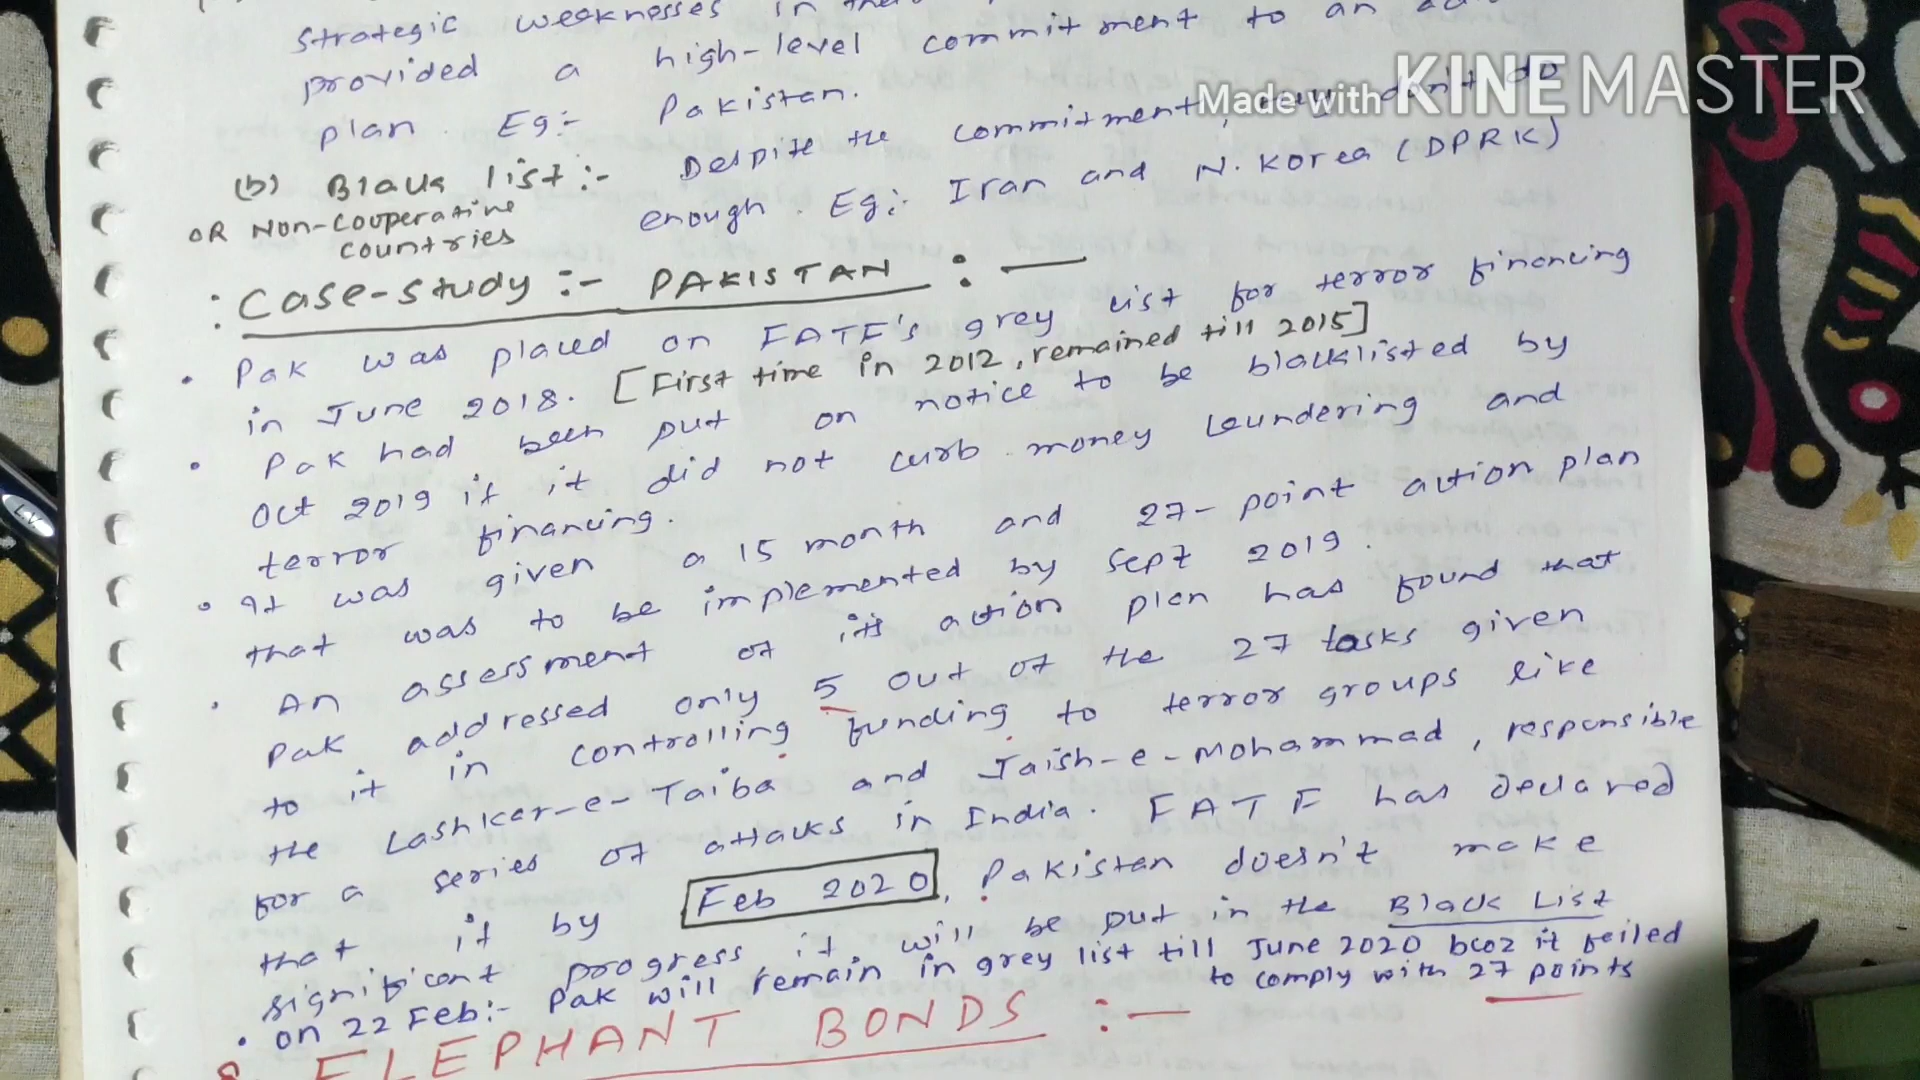 strategic weaknesses in
provided a high-level commitment to an
plan. Eg:- Pakistan.
Made with KINEMASTER
(b) Black list :- Despite the commitment, they don't do
OR Non-cooperative countries
enough. Eg:- Iran and N. Korea (DPRK)
: Case-study :- PAKISTAN :—
• Pak was placed on FATF's grey list for terror financing
in June 2018. [First time in 2012, remained till 2015]
• Pak had been put on notice to be blacklisted by
Oct 2019 if it did not curb money laundering and
terror financing.
• It was given a 15 month and 27-point action plan
that was to be implemented by Sept 2019.
• An assessment of its action plan has found that
Pak addressed only 5 out of the 27 tasks given
to it in controlling funding to terror groups like
the Lashker-e-Taiba and Jaish-e-Mohammad, responsible
for a series of attacks in India. FATF has declared
that if by Feb 2020, Pakistan doesn't make
significant progress it will be put in the Black List
• on 22 Feb:- Pak will remain in grey list till June 2020 bcoz it failed
to comply with 27 points
8. ELEPHANT BONDS :—